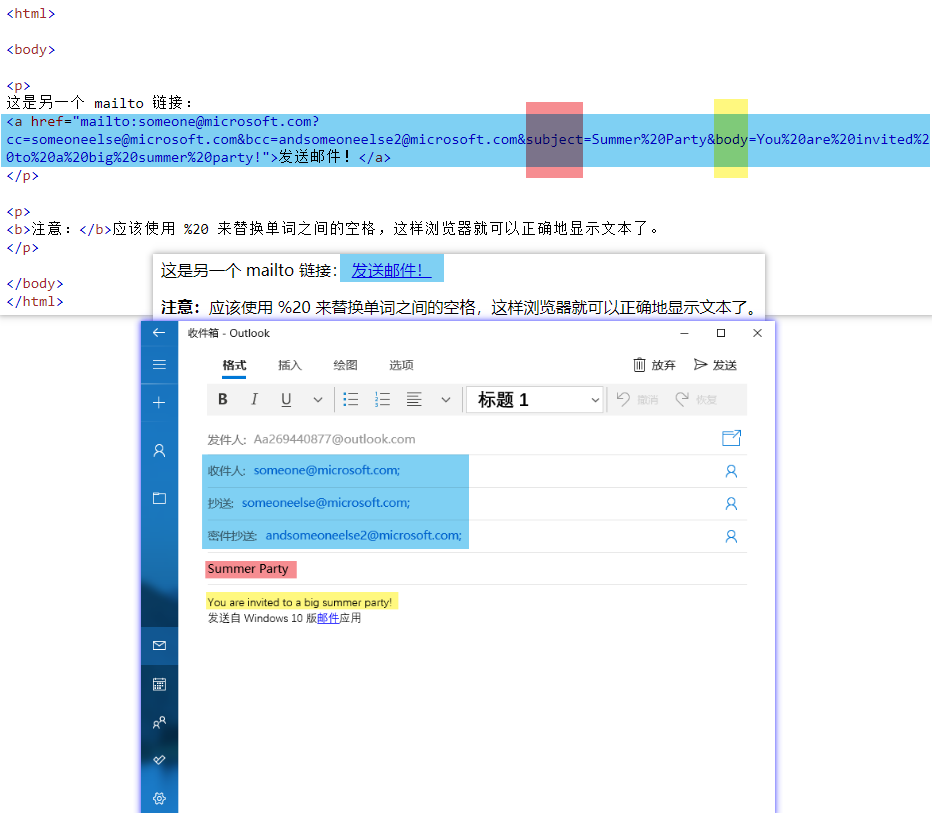 <html>
<body>
<p>
这是另一个 mailto 链接：
<a href="mailto:someone@microsoft.com?
cc=someoneelse@microsoft.com&bcc=andsomeoneelse2@microsoft.com&subject=Summer%20Party&body=You%20are%20invited%2
0to%20a%20big%20summer%20party!">发送邮件！</a>
</p>
<p>
<b>注意：</b>应该使用 %20 来替换单词之间的空格，这样浏览器就可以正确地显示文本了。
</p>
</body>
</html>
这是另一个 mailto 链接：发送邮件！
注意：应该使用 %20 来替换单词之间的空格，这样浏览器就可以正确地显示文本了。
收件箱 - Outlook
格式 插入 绘图 选项 放弃 发送
B I U 标题 1 撤消 恢复
发件人: Aa269440877@outlook.com
收件人: someone@microsoft.com;
抄送: someoneelse@microsoft.com;
密件抄送: andsomeoneelse2@microsoft.com;
Summer Party
You are invited to a big summer party!
发送自 Windows 10 版邮件应用